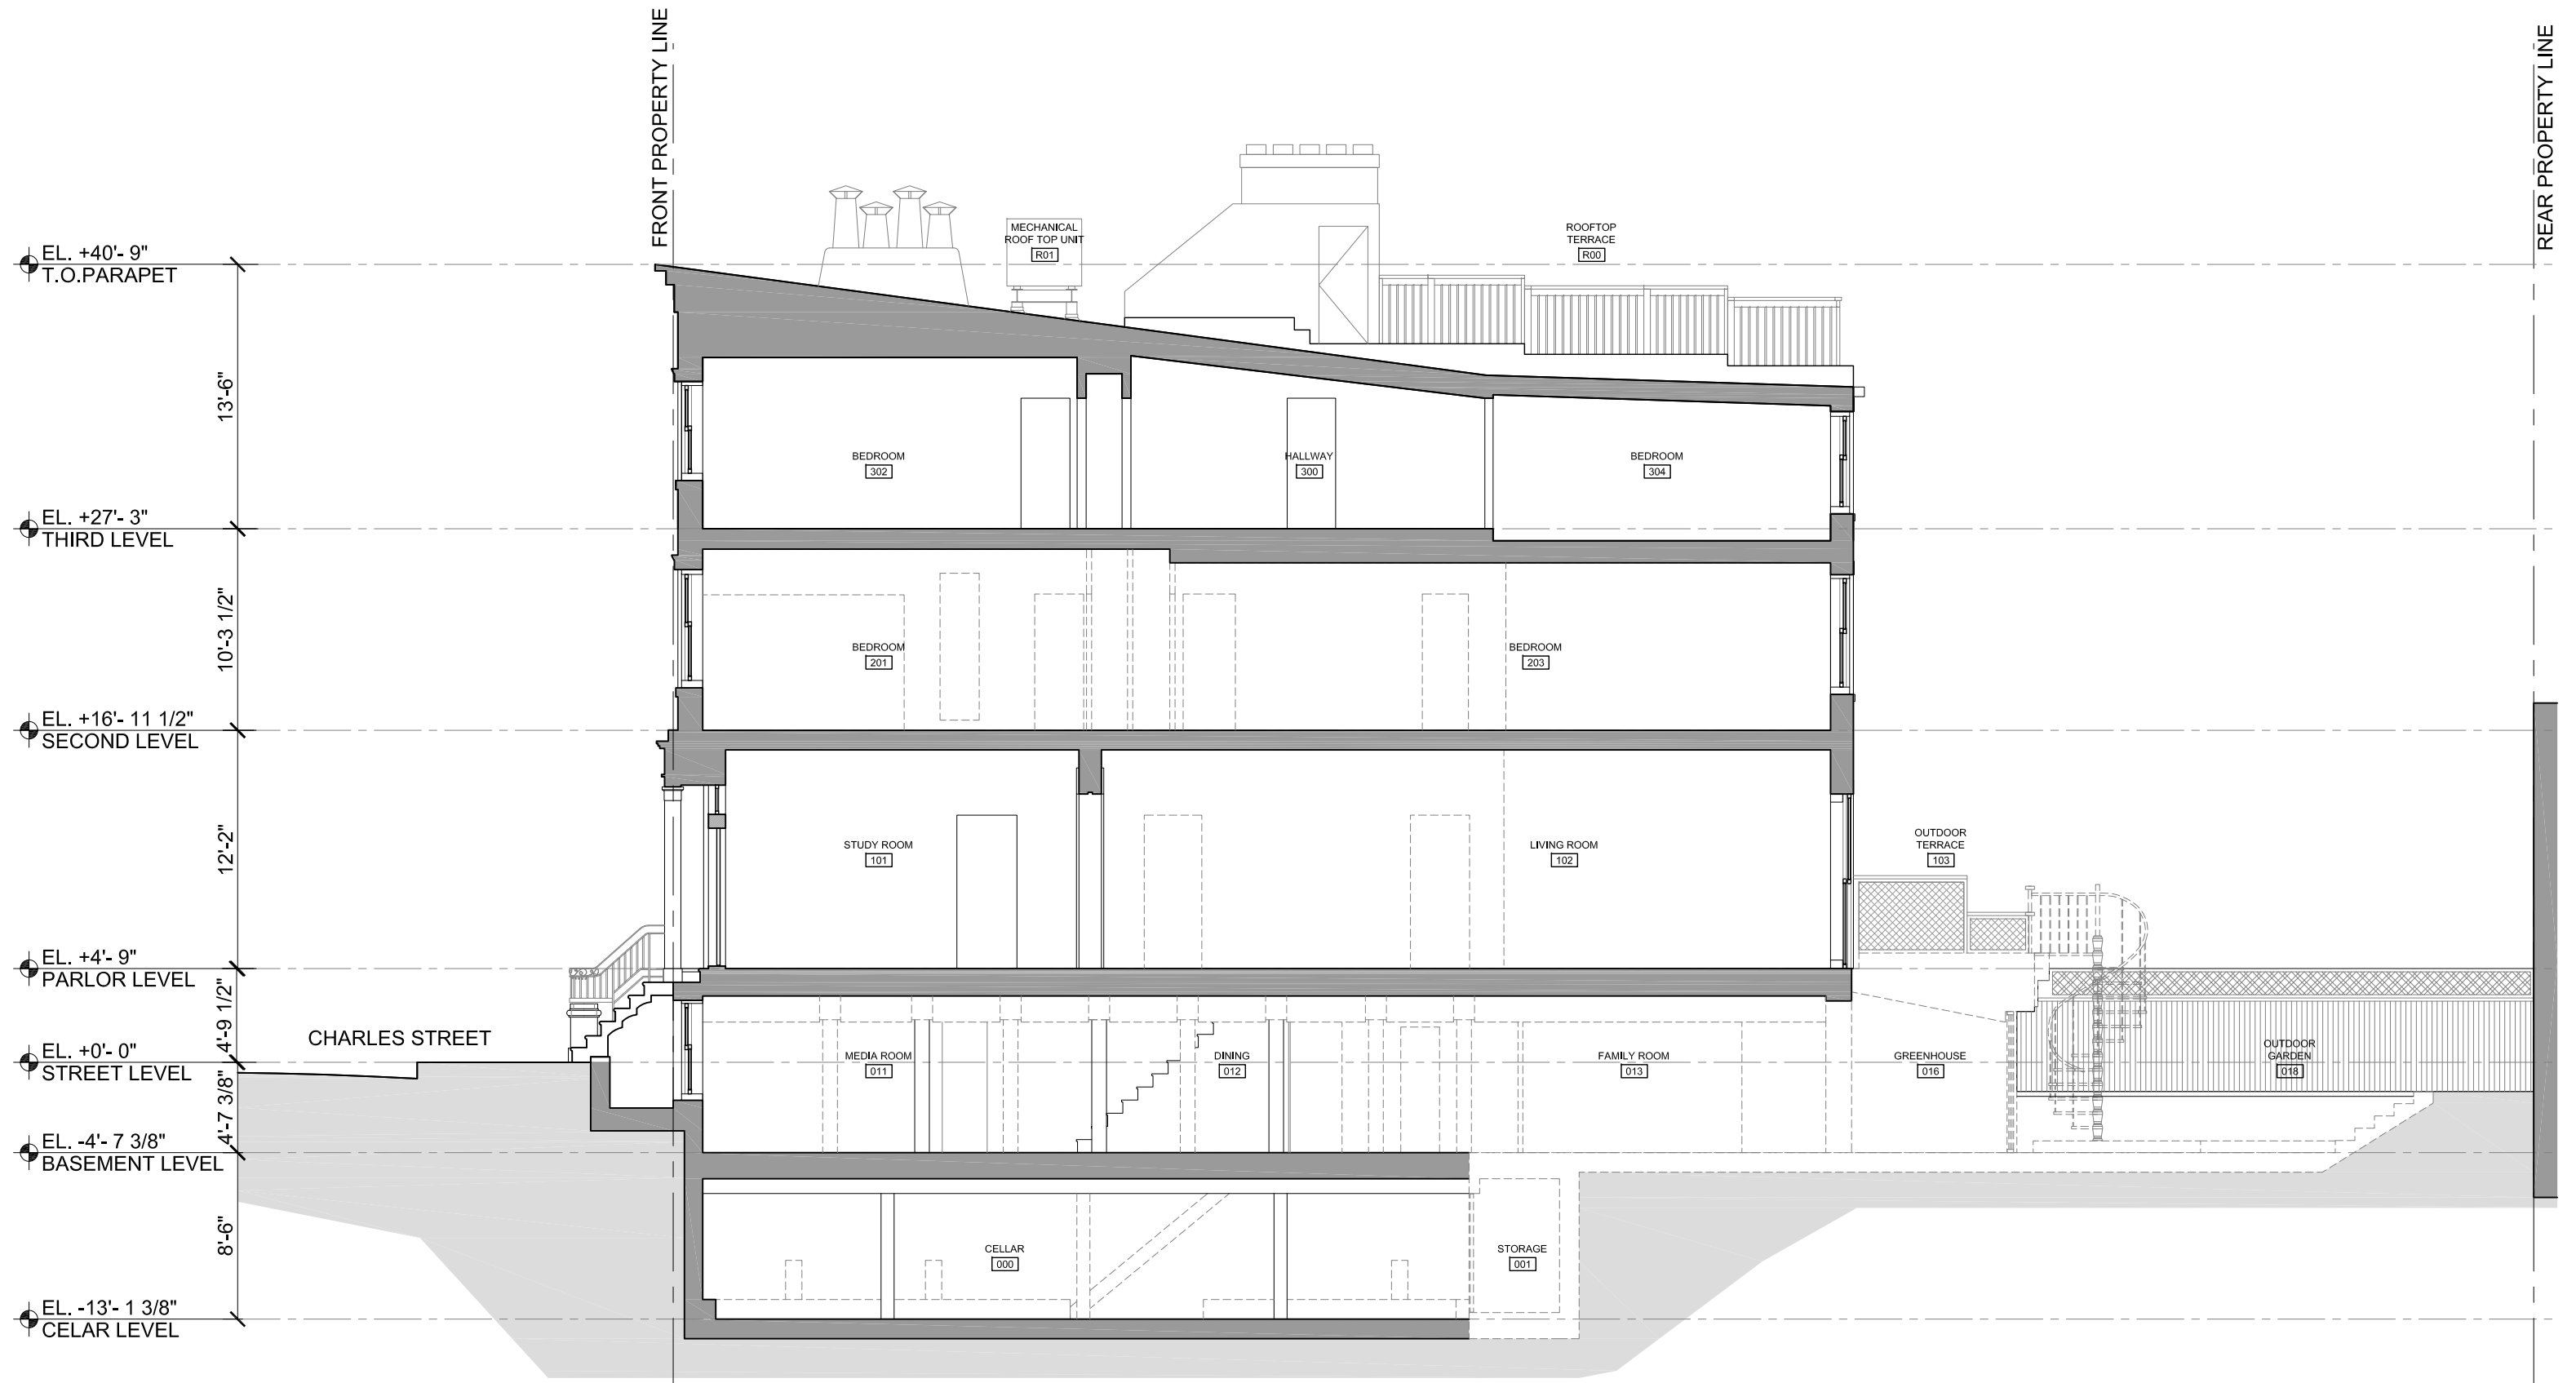 FRONT PROPERTY LINE
REAR PROPERTY LINE
MECHANICAL
ROOF TOP UNIT
R01
ROOFTOP
TERRACE
R00
EL. +40'- 9"
T.O.PARAPET
13'-6"
BEDROOM
302
HALLWAY
300
BEDROOM
304
EL. +27'- 3"
THIRD LEVEL
10'-3 1/2"
BEDROOM
201
BEDROOM
203
EL. +16'- 11 1/2"
SECOND LEVEL
12'-2"
STUDY ROOM
101
LIVING ROOM
102
OUTDOOR
TERRACE
103
EL. +4'- 9"
PARLOR LEVEL
4'-9 1/2"
CHARLES STREET
EL. +0'- 0"
STREET LEVEL
MEDIA ROOM
011
DINING
012
FAMILY ROOM
013
GREENHOUSE
016
OUTDOOR
GARDEN
018
4'-7 3/8"
EL. -4'- 7 3/8"
BASEMENT LEVEL
8'-6"
CELLAR
000
STORAGE
001
EL. -13'- 1 3/8"
CELAR LEVEL